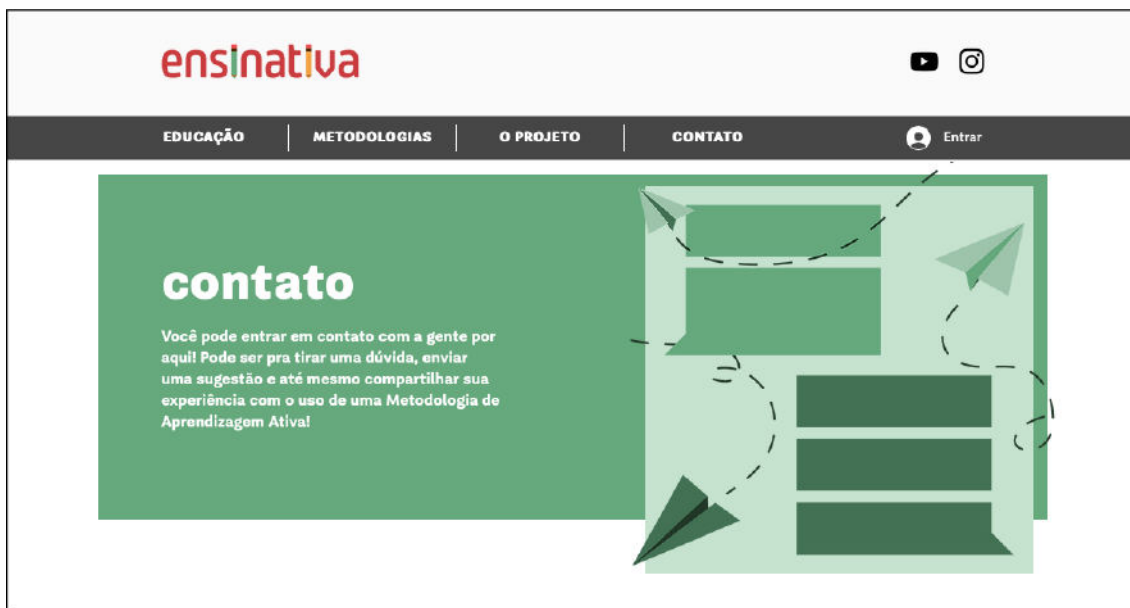 ensinativa
EDUCAÇÃO
METODOLOGIAS
O PROJETO
CONTATO
Entrar
contato
Você pode entrar em contato com a gente por
aqui! Pode ser pra tirar uma dúvida, enviar
uma sugestão e até mesmo compartilhar sua
experiência com o uso de uma Metodologia de
Aprendizagem Ativa!